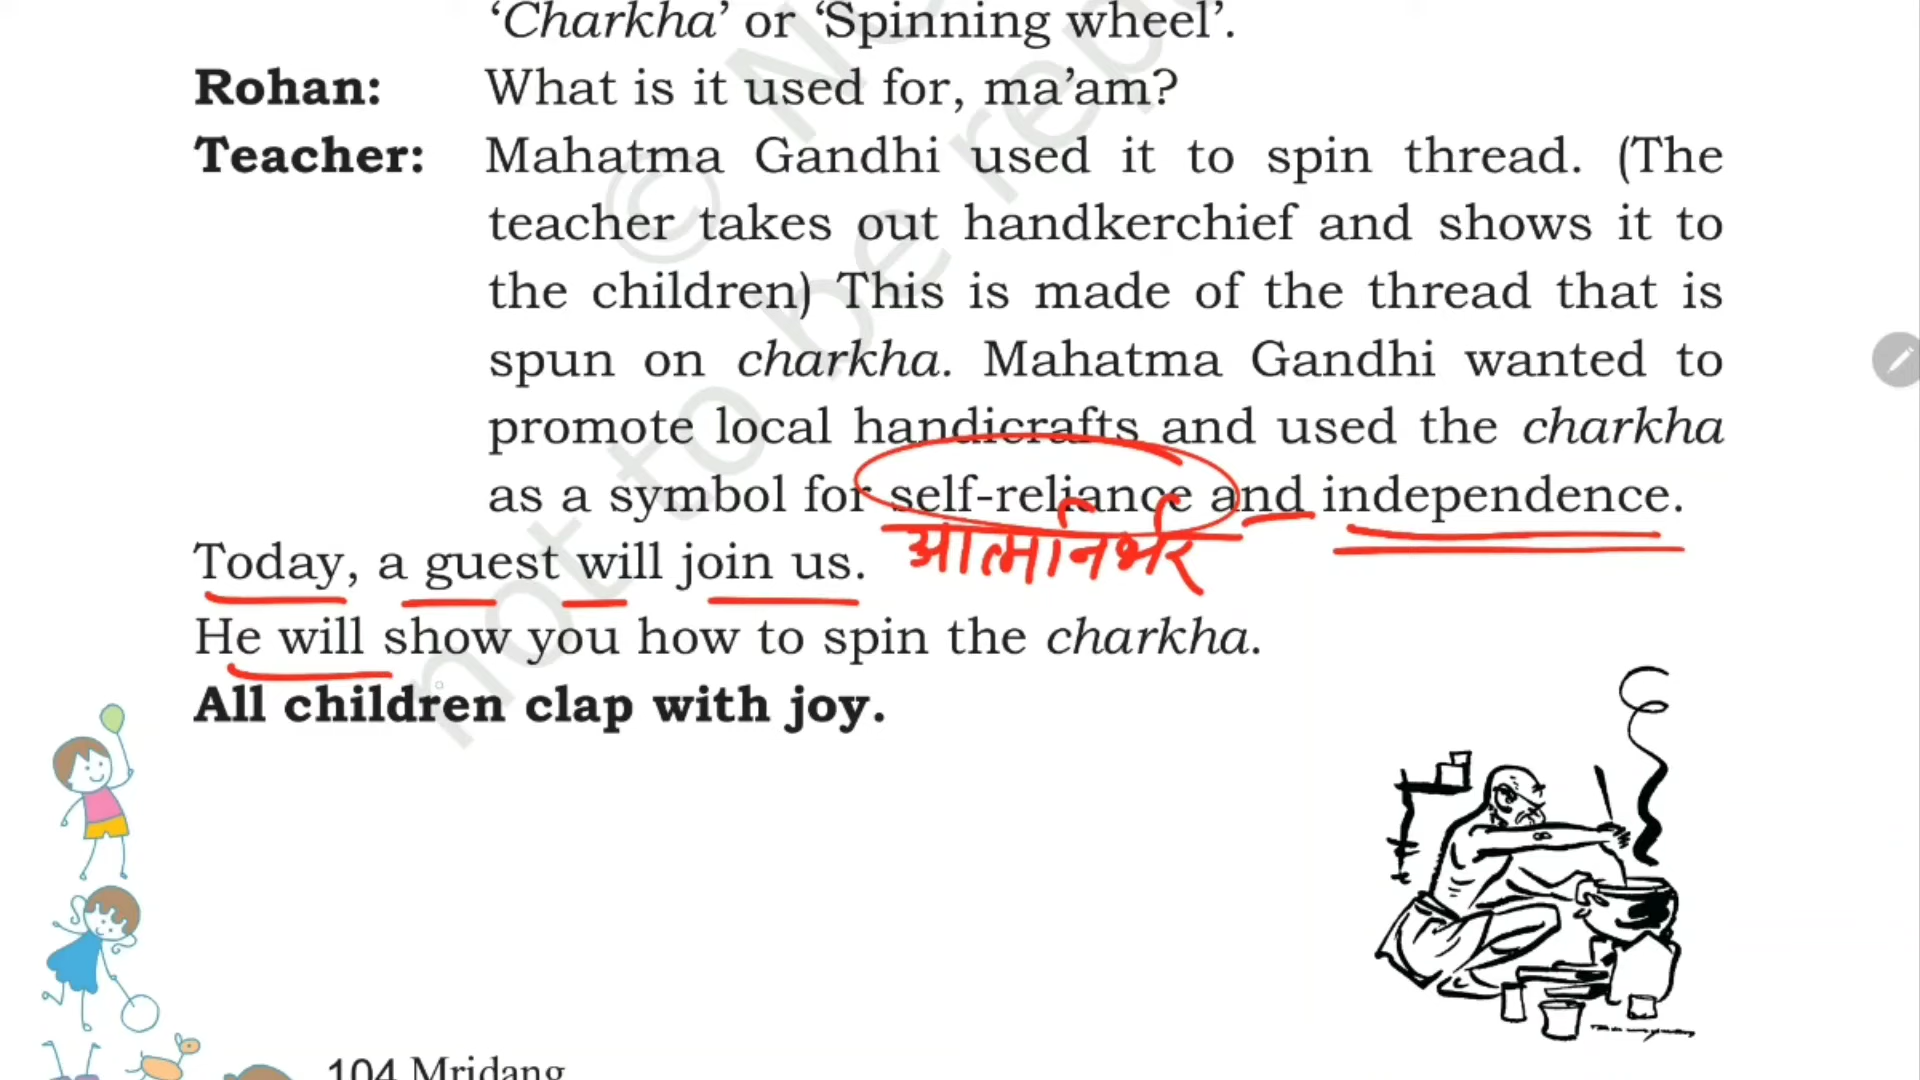 ‘Charkha’ or ‘Spinning wheel’.
Rohan: What is it used for, ma’am?
Teacher: Mahatma Gandhi used it to spin thread. (The
teacher takes out handkerchief and shows it to
the children) This is made of the thread that is
spun on charkha. Mahatma Gandhi wanted to
promote local handicrafts and used the charkha
as a symbol for self-reliance and independence.
Today, a guest will join us. आत्मनिर्भर
He will show you how to spin the charkha.
All children clap with joy.
104 Mridang
not to be rep